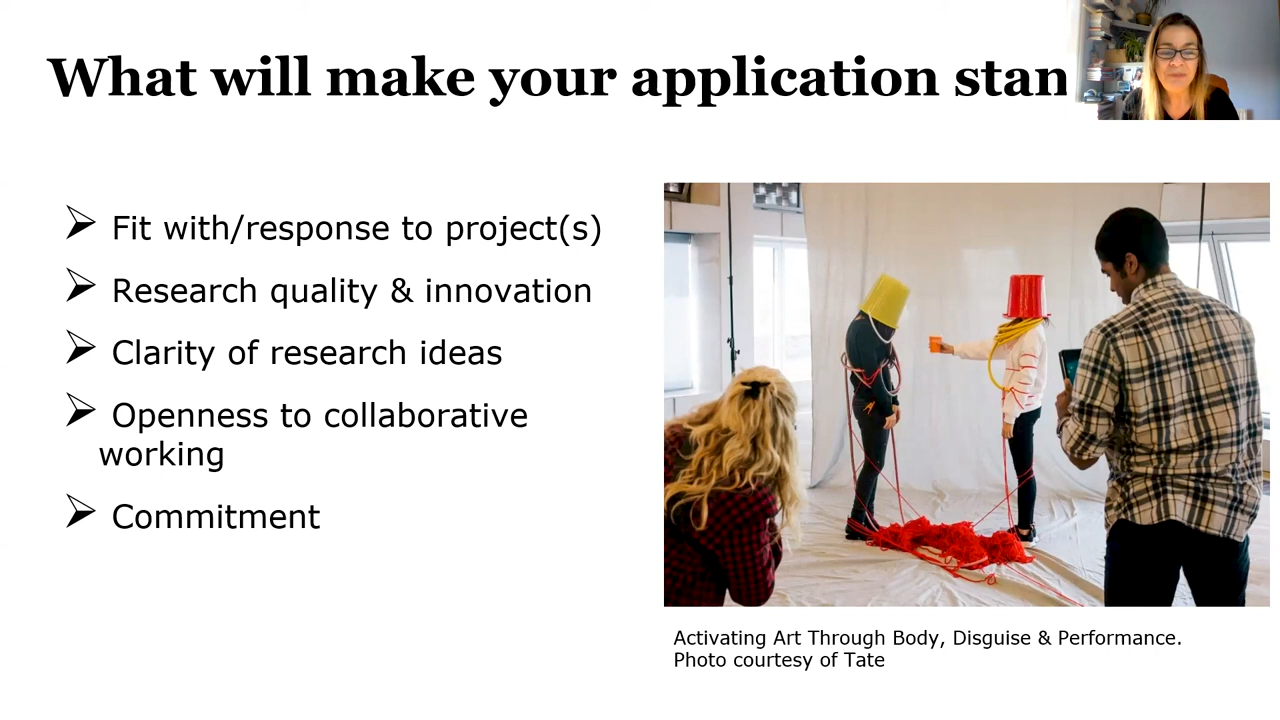 What will make your application stan
Fit with/response to project(s)
Research quality & innovation
Clarity of research ideas
Openness to collaborative
working
Commitment
Activating Art Through Body, Disguise & Performance.
Photo courtesy of Tate